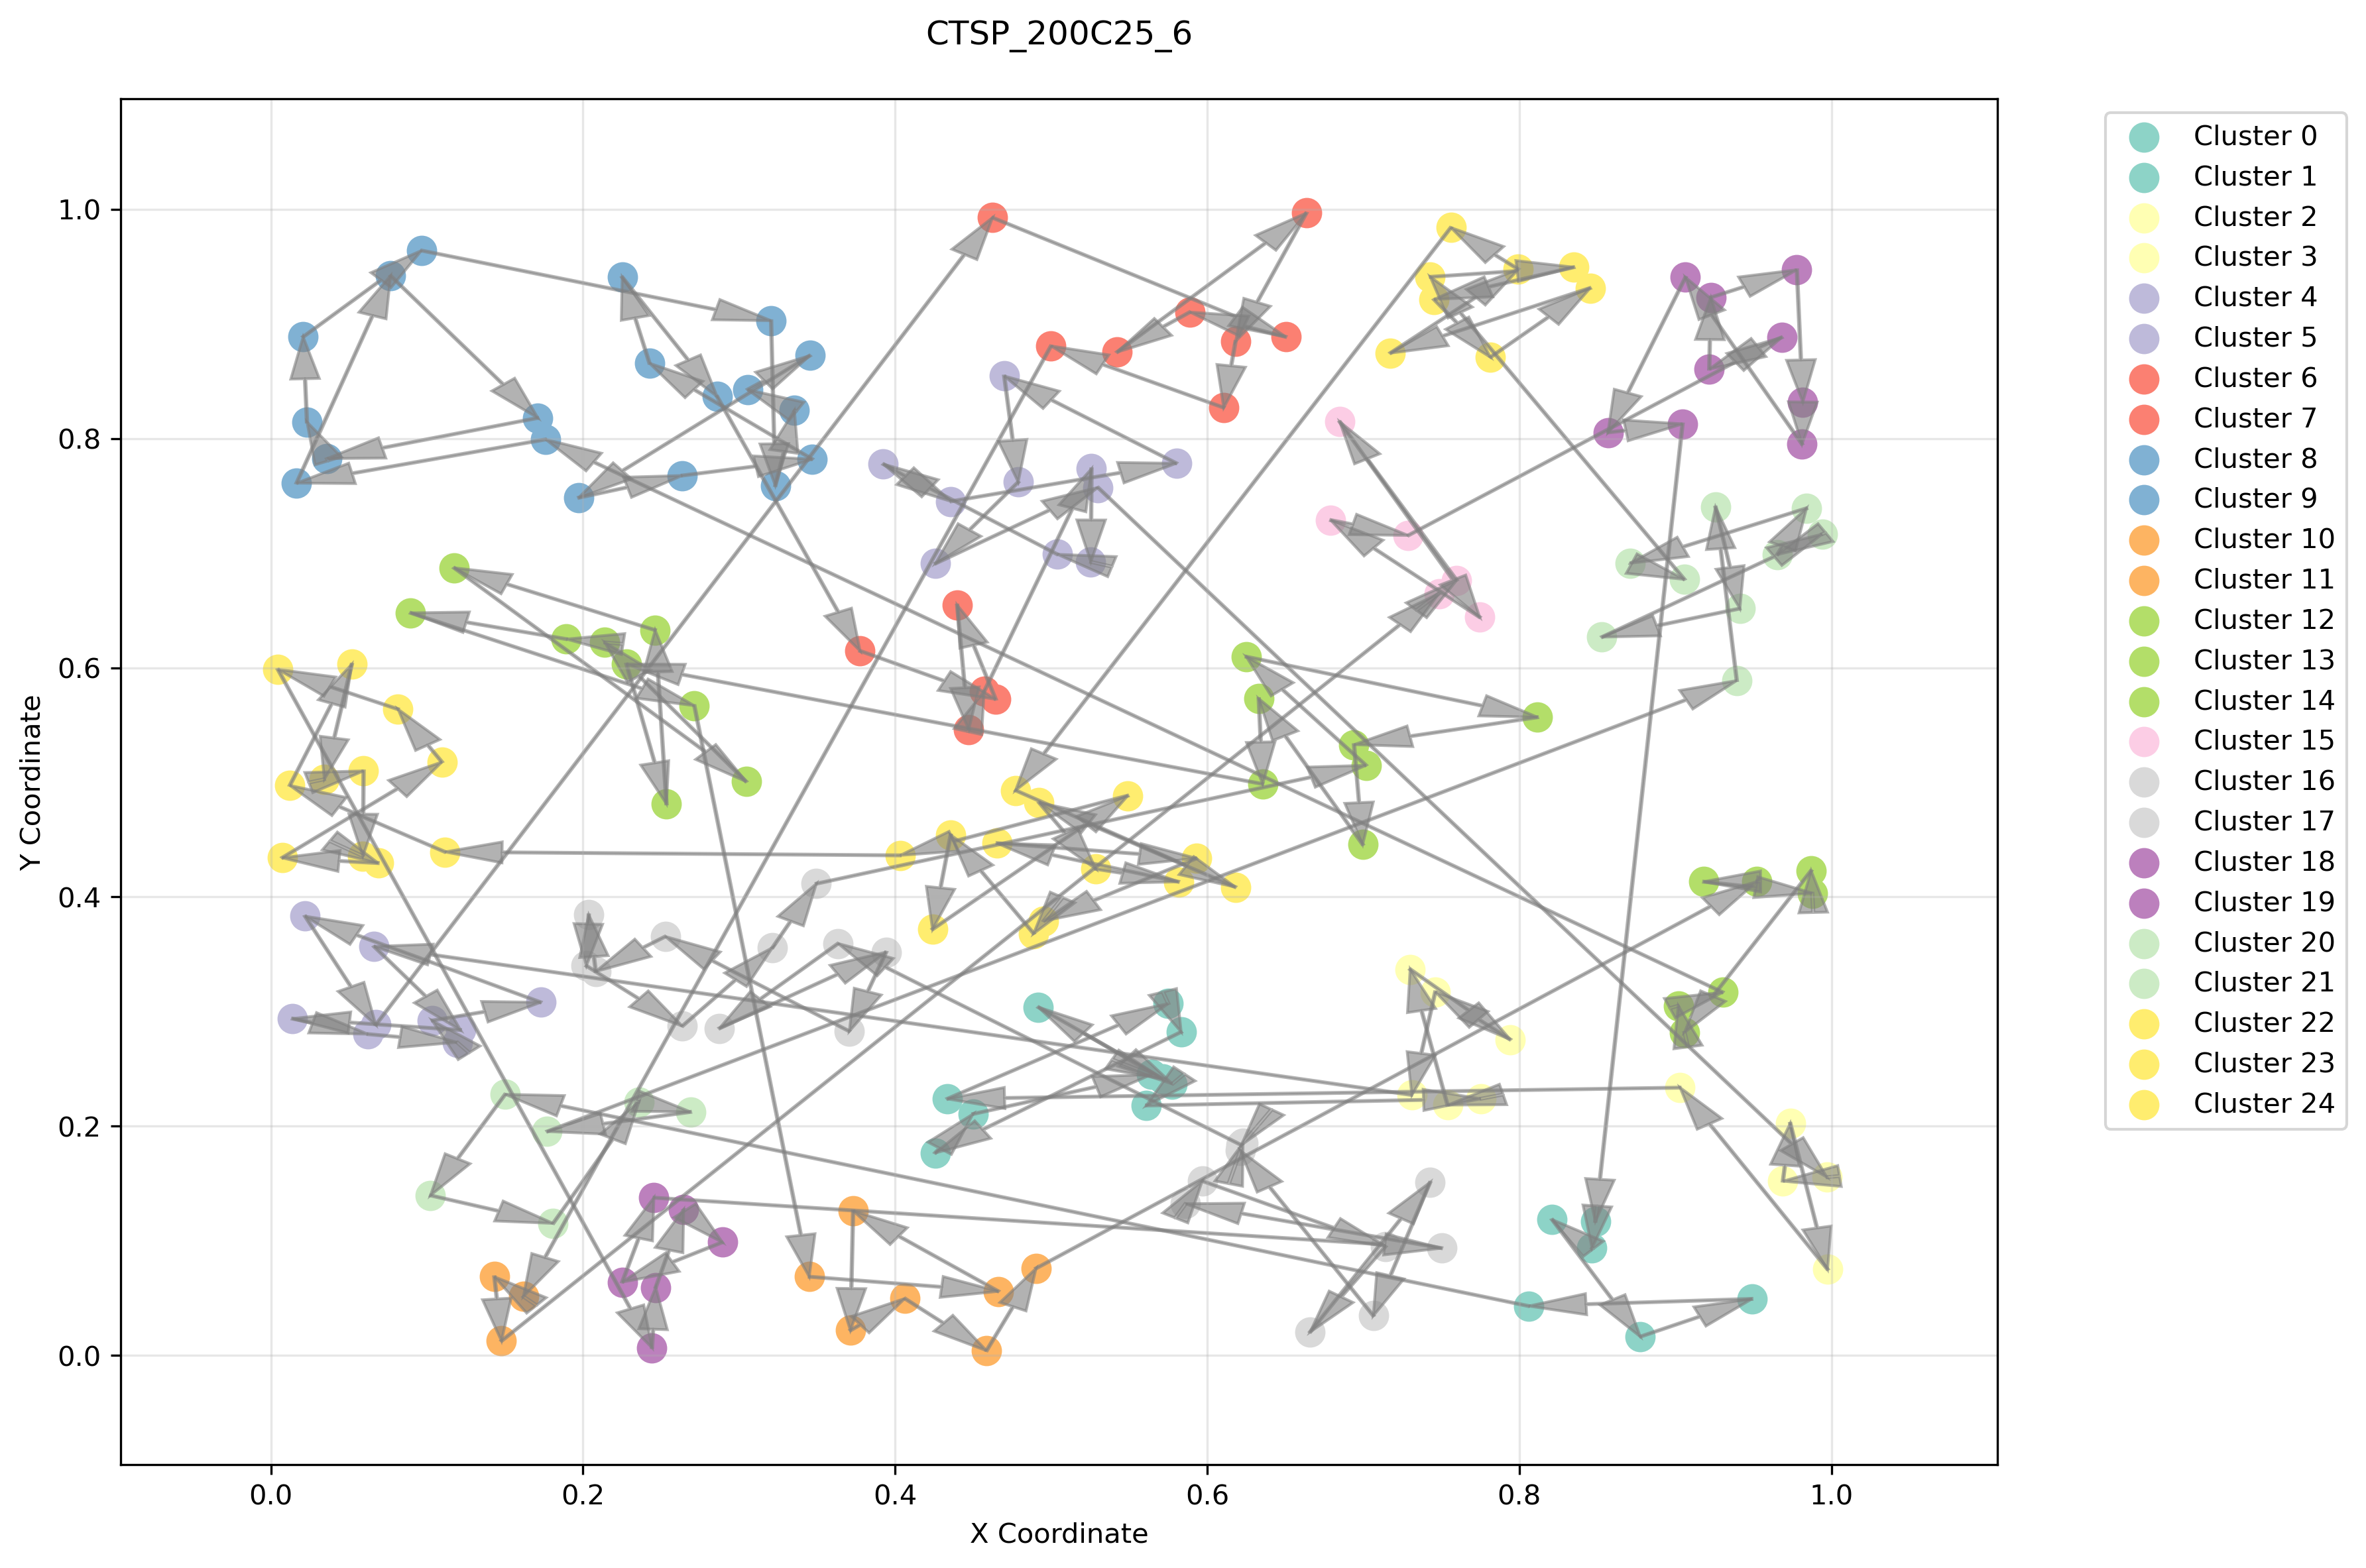 CTSP_200C25_6
1.0
0.8
0.6
0.4
0.2
0.0
Y Coordinate
0.0
0.2
0.4
0.6
0.8
1.0
X Coordinate
Cluster 0
Cluster 1
Cluster 2
Cluster 3
Cluster 4
Cluster 5
Cluster 6
Cluster 7
Cluster 8
Cluster 9
Cluster 10
Cluster 11
Cluster 12
Cluster 13
Cluster 14
Cluster 15
Cluster 16
Cluster 17
Cluster 18
Cluster 19
Cluster 20
Cluster 21
Cluster 22
Cluster 23
Cluster 24